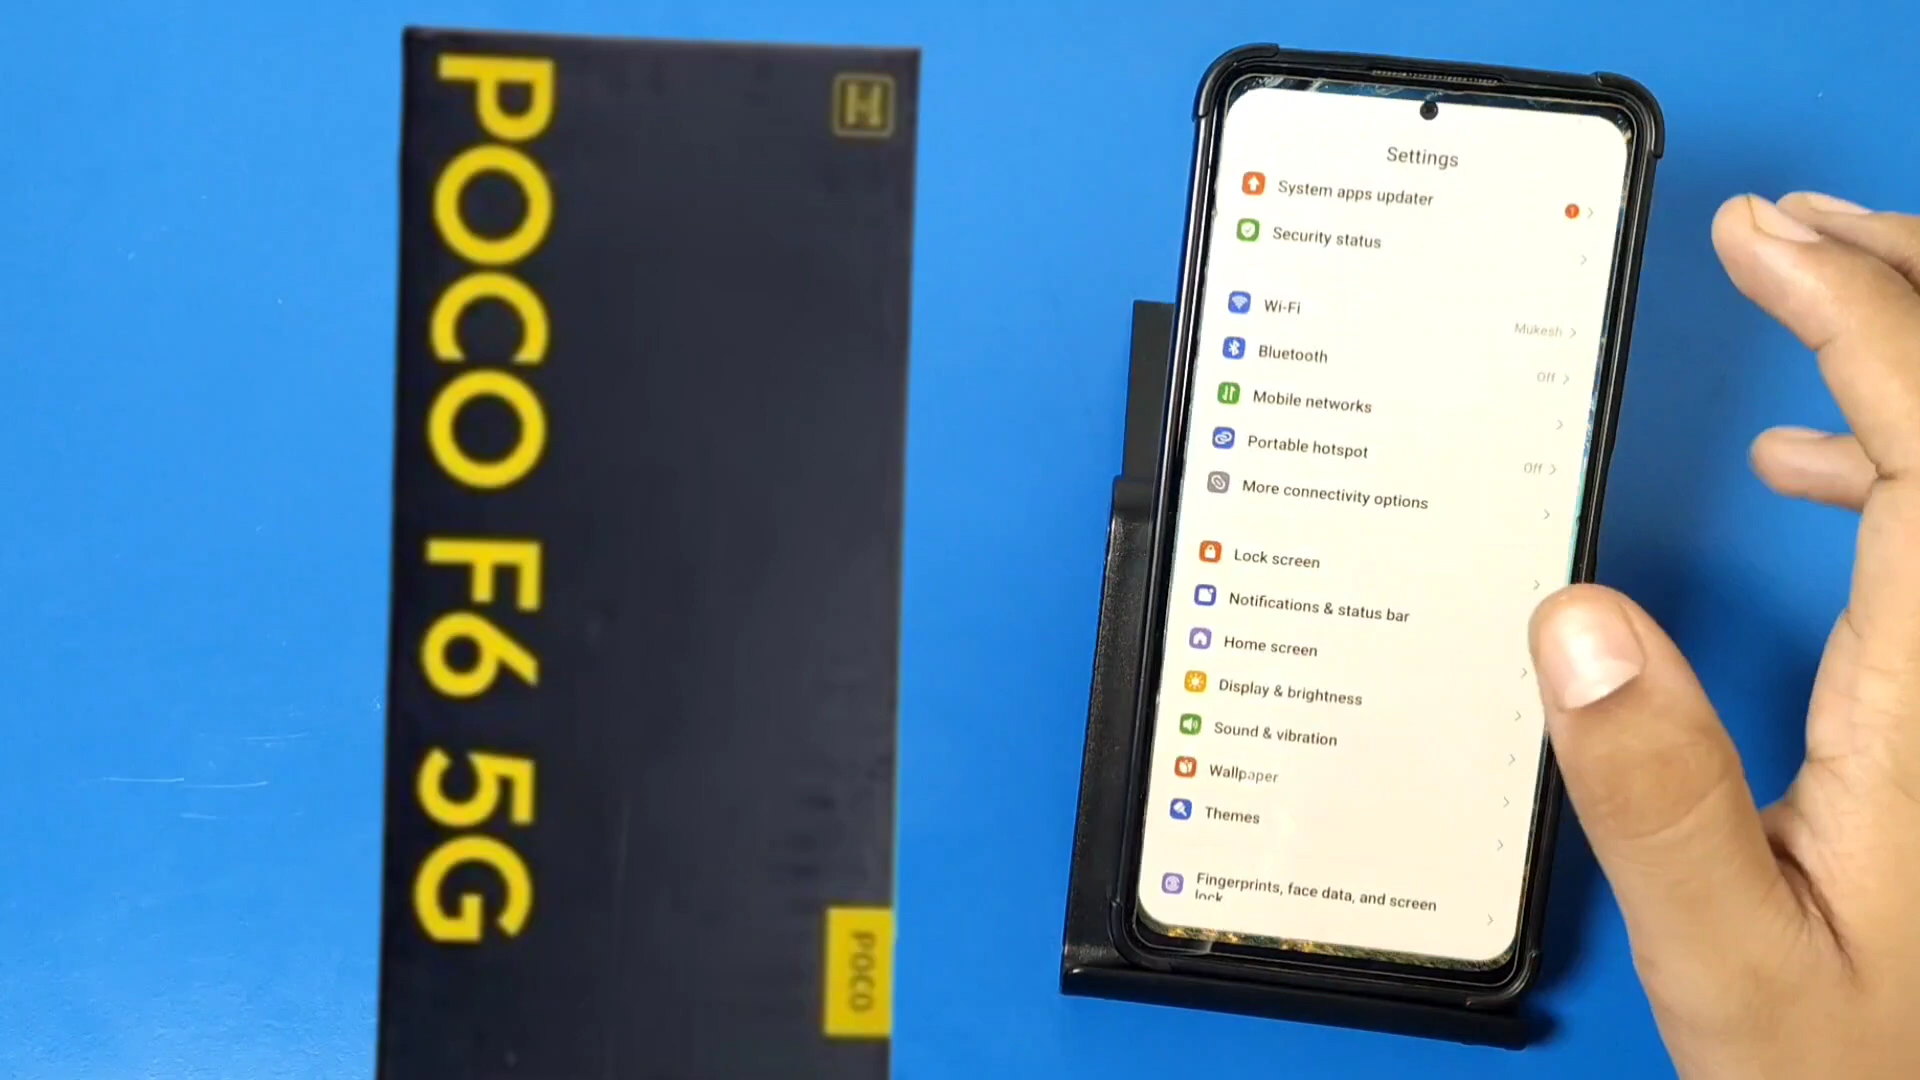 POCO F6 5G
POCO
Settings
System apps updater
1
Security status
Wi-Fi
Mukesh
Bluetooth
Off
Mobile networks
Portable hotspot
Off
More connectivity options
Lock screen
Notifications & status bar
Home screen
Display & brightness
Sound & vibration
Wallpaper
Themes
Fingerprints, face data, and screen
lock